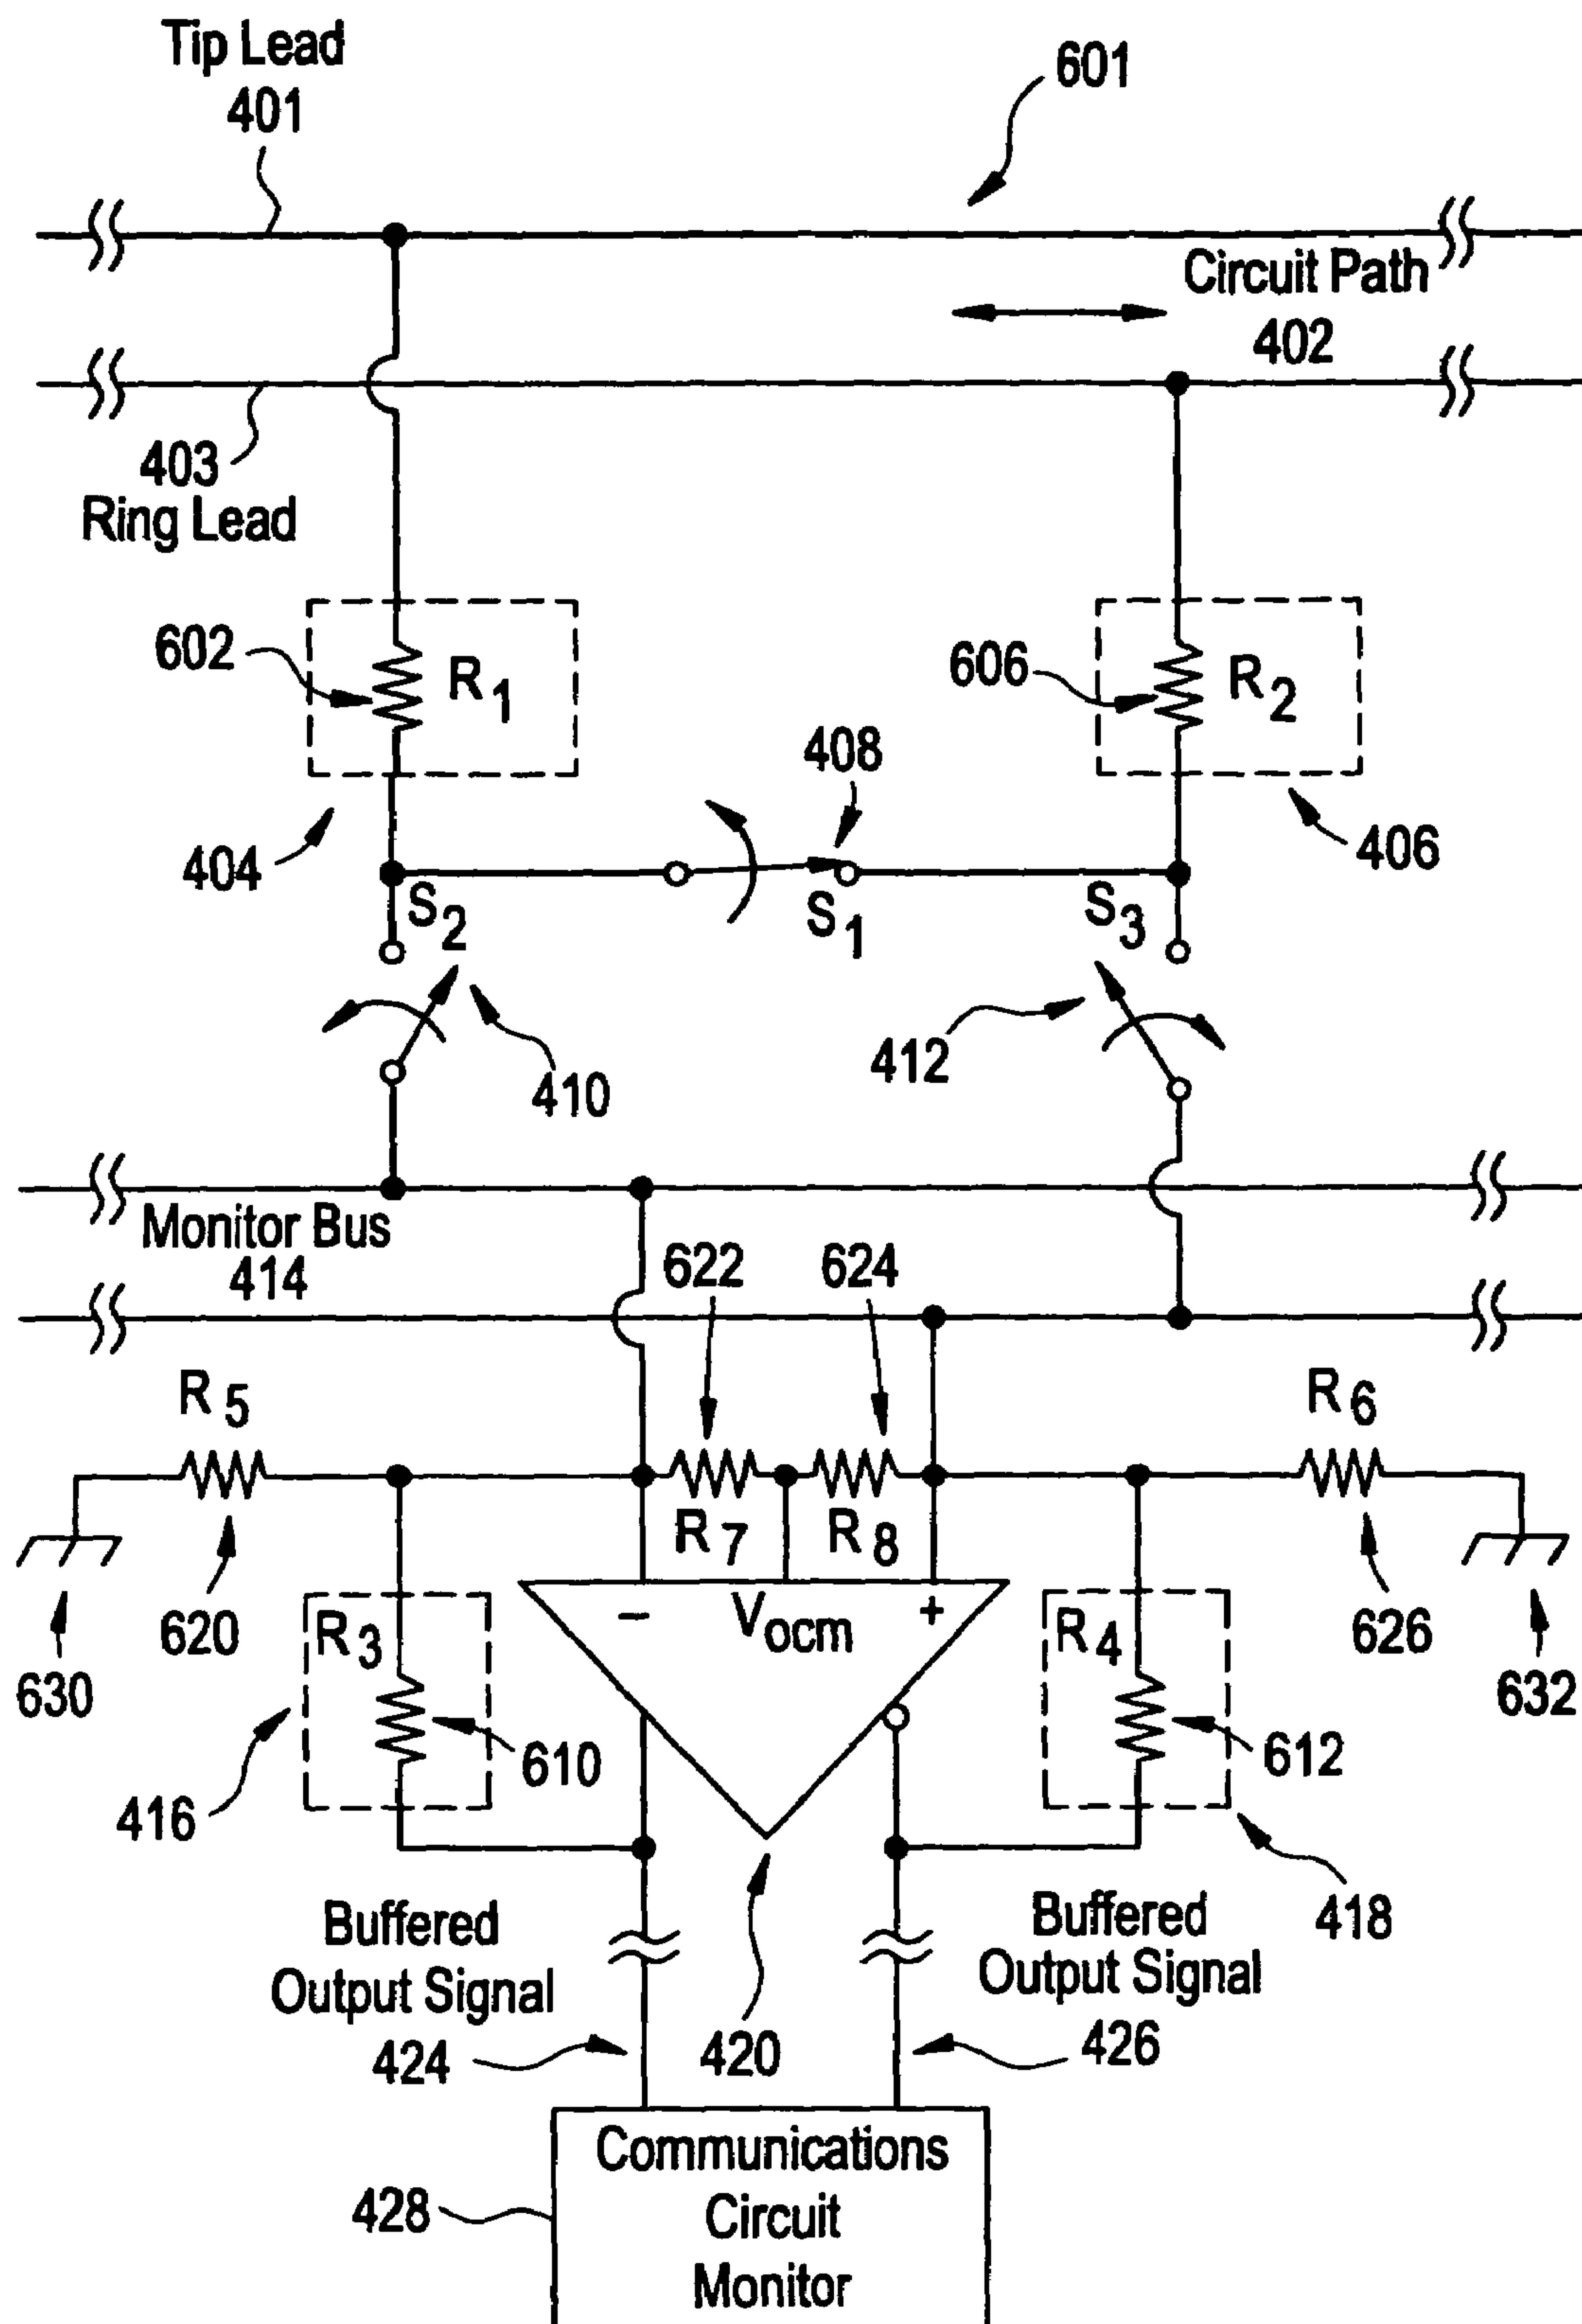 Tip Lead
401
601
Circuit Path
402
403
Ring Lead
602
R1
606
R2
408
404
406
S2
S1
S3
410
412
Monitor Bus
414
622
624
R5
R6
R7
R8
630
620
R3
−
Vocm
+
R4
626
632
416
610
612
418
Buffered
Output Signal
424
420
Buffered
Output Signal
426
428
Communications
Circuit
Monitor